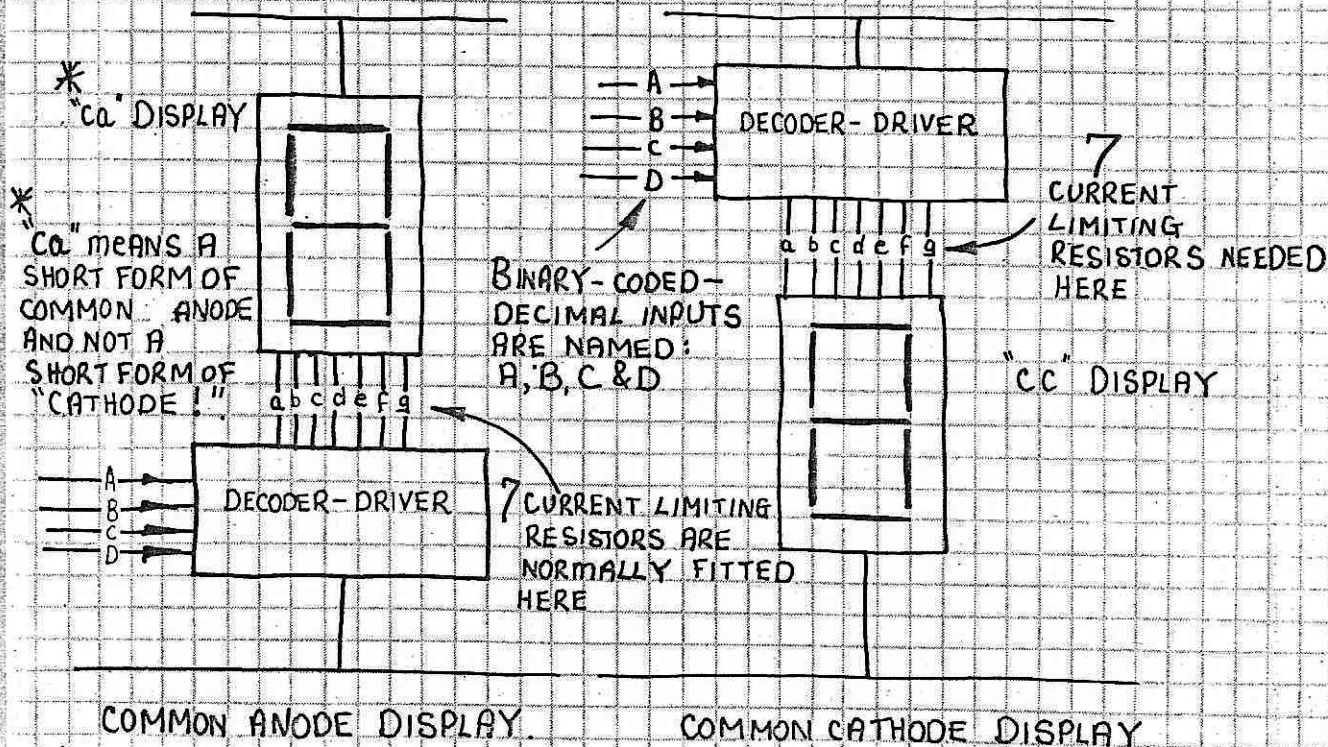 *
"Ca" DISPLAY
*
"Ca" MEANS A
SHORT FORM OF
COMMON ANODE
AND NOT A
SHORT FORM OF
"CATHODE!"
a b c d e f g
A
B
C
D
DECODER-DRIVER
7 CURRENT LIMITING
RESISTORS ARE
NORMALLY FITTED
HERE
COMMON ANODE DISPLAY.
A
B
C
D
DECODER-DRIVER
BINARY-CODED-
DECIMAL INPUTS
ARE NAMED:
A, B, C & D
a b c d e f g
7
CURRENT
LIMITING
RESISTORS NEEDED
HERE
"CC" DISPLAY
COMMON CATHODE DISPLAY